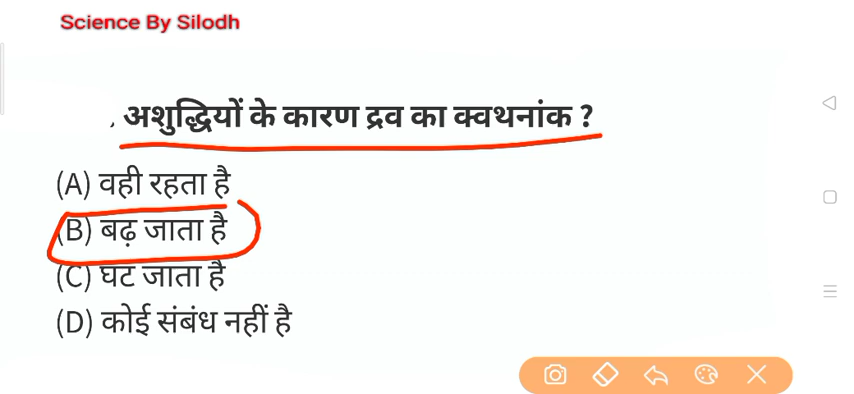 Science By Silodh
. अशुद्धियों के कारण द्रव का क्वथनांक ?
(A) वही रहता है
(B) बढ़ जाता है
(C) घट जाता है
(D) कोई संबंध नहीं है